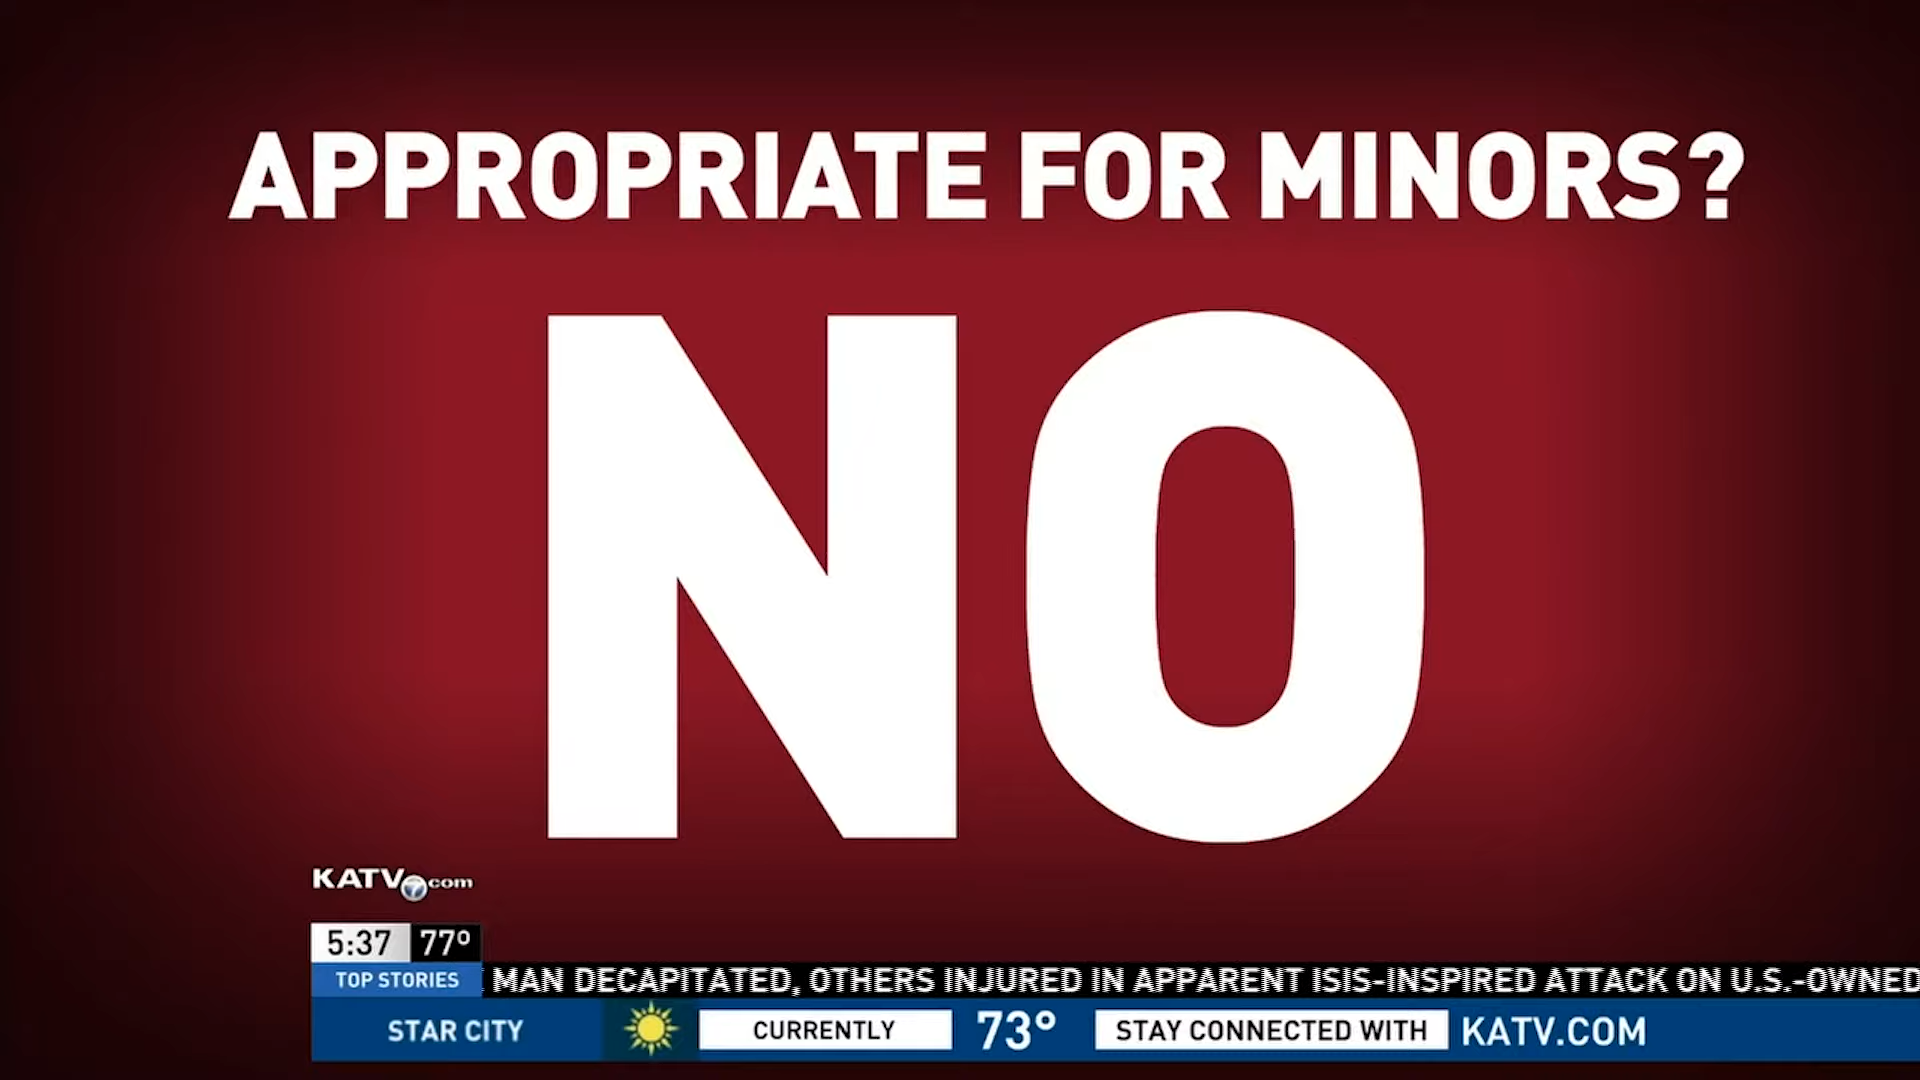 APPROPRIATE FOR MINORS?
NO
KATV7.com
5:37 77°
TOP STORIES MAN DECAPITATED, OTHERS INJURED IN APPARENT ISIS-INSPIRED ATTACK ON U.S.-OWNED
STAR CITY CURRENTLY 73° STAY CONNECTED WITH KATV.COM